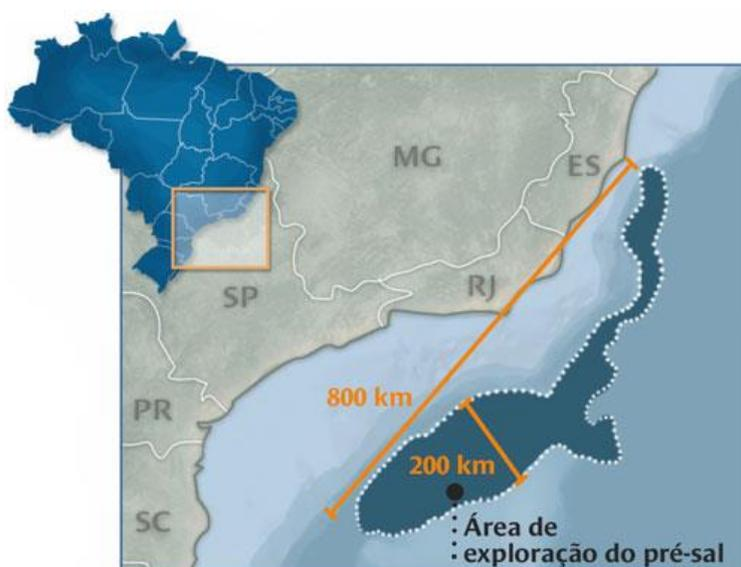 MG
ES
SP
RJ
800 km
PR
200 km
SC
Área de
exploração do pré-sal